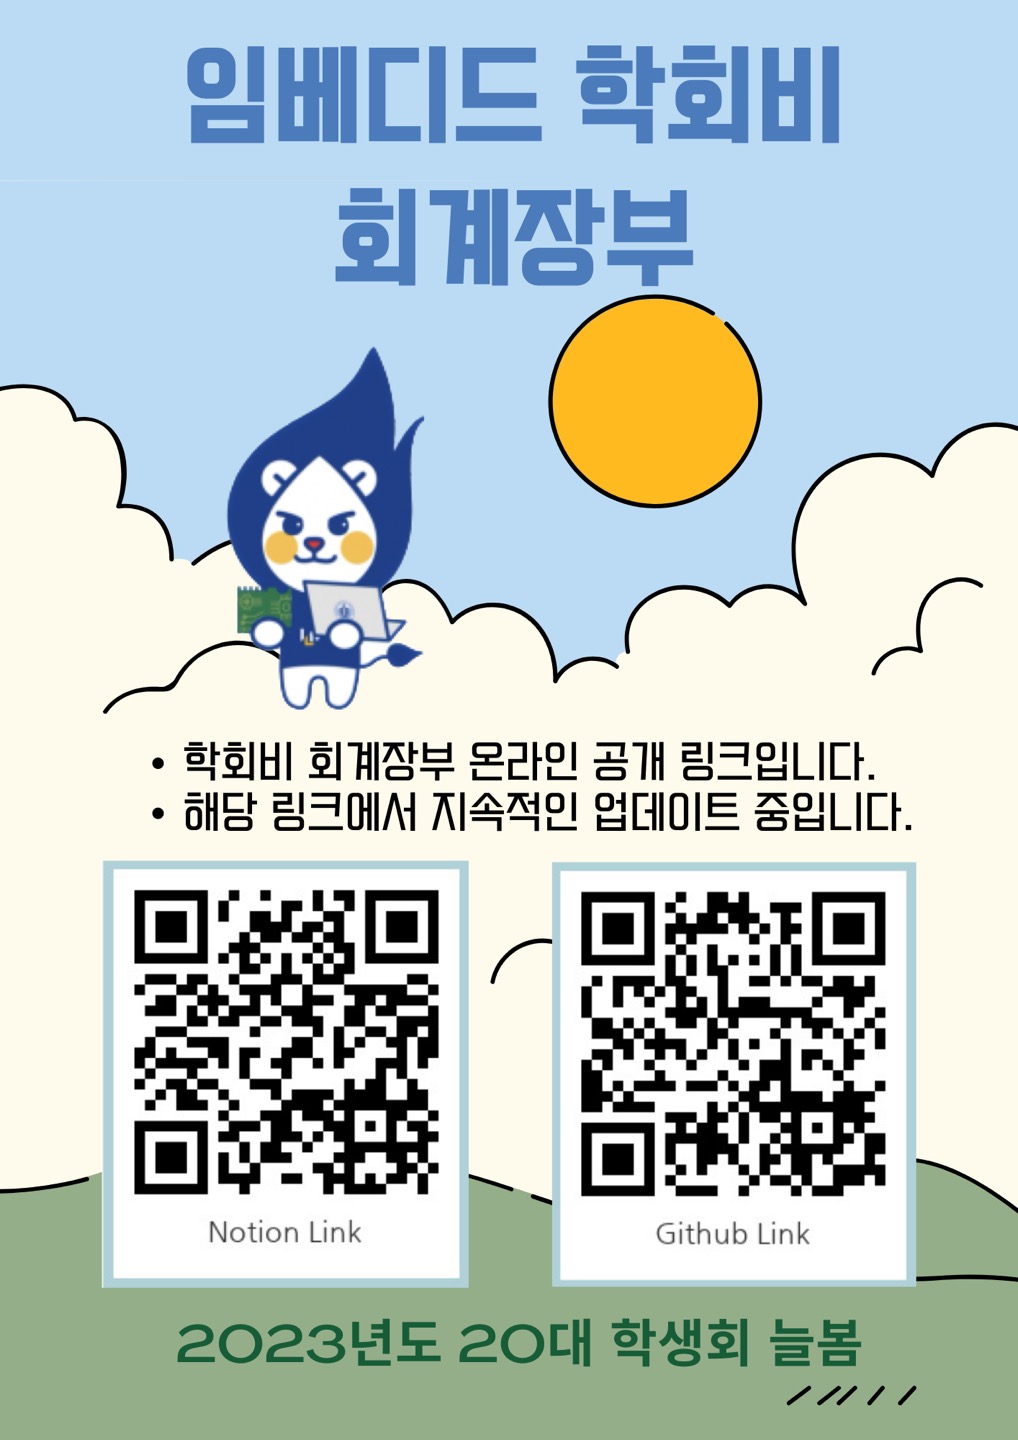 임베디드 학회비
회계장부
• 학회비 회계장부 온라인 공개 링크입니다.
• 해당 링크에서 지속적인 업데이트 중입니다.
Notion Link
Github Link
2023년도 20대 학생회 늘봄